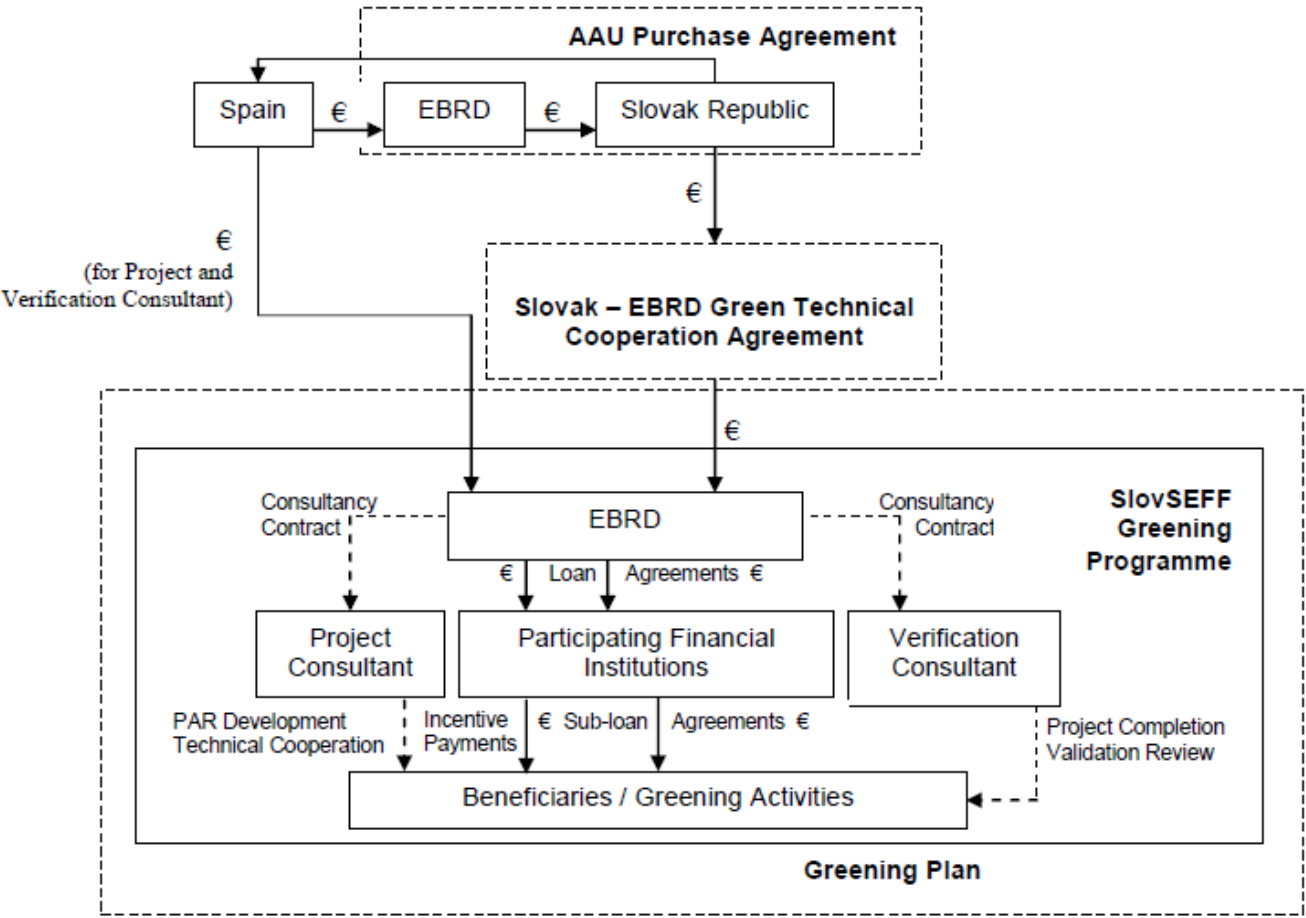 AAU Purchase Agreement
Spain
€
EBRD
€
Slovak Republic
€
€
(for Project and
Verification Consultant)
Slovak – EBRD Green Technical
Cooperation Agreement
€
Consultancy
Contract
EBRD
Consultancy
Contract
SlovSEFF
Greening
Programme
€ Loan Agreements €
Project
Consultant
Participating Financial
Institutions
Verification
Consultant
PAR Development
Technical Cooperation
Incentive
Payments
€ Sub-loan Agreements €
Project Completion
Validation Review
Beneficiaries / Greening Activities
Greening Plan